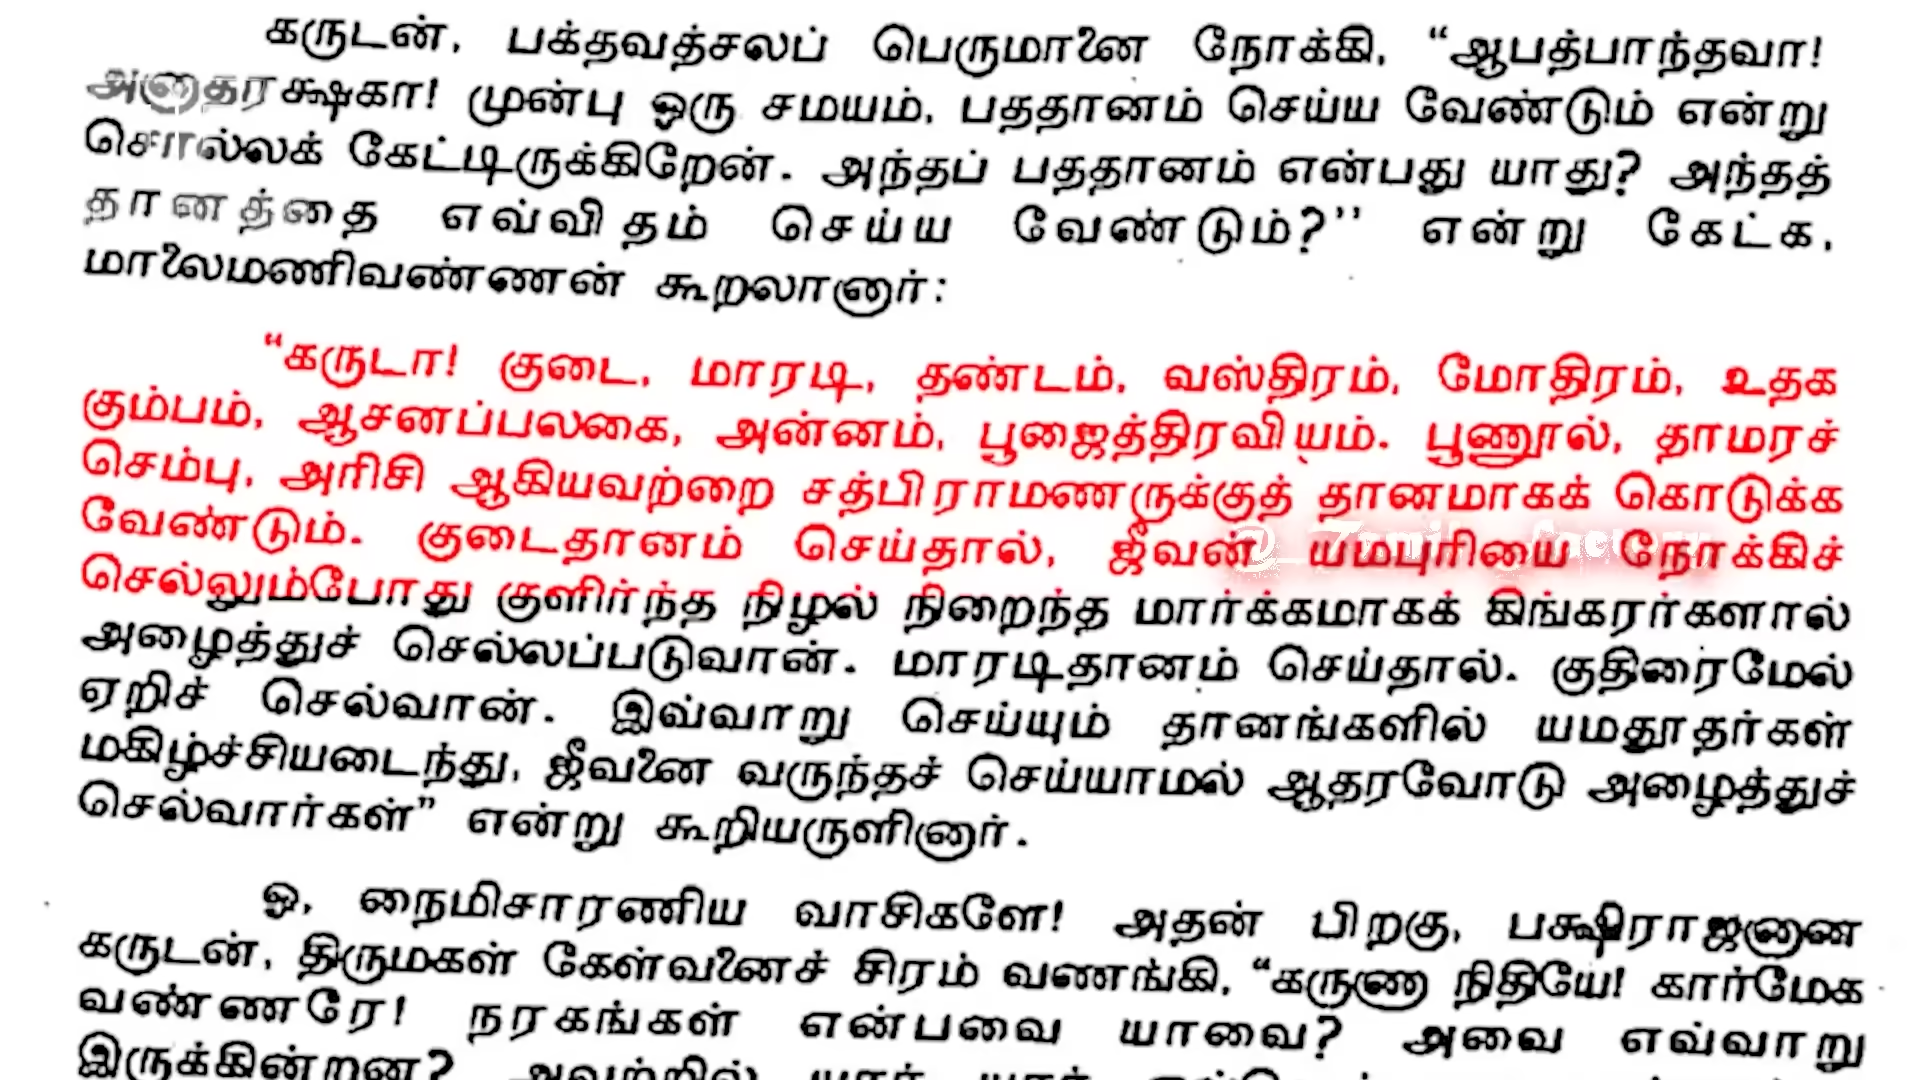 கருடன், பக்தவத்சலப் பெருமானை நோக்கி, “ஆபத்பாந்தவா!
அனாதரக்ஷகா! முன்பு ஒரு சமயம், பததானம் செய்ய வேண்டும் என்று
சொல்லக் கேட்டிருக்கிறேன். அந்தப் பததானம் என்பது யாது? அந்தத்
தானத்தை எவ்விதம் செய்ய வேண்டும்?’’ என்று கேட்க,
மாலைமணிவண்ணன் கூறலானார்:
“கருடா! குடை, மாரடி, தண்டம், வஸ்திரம், மோதிரம், உதக
கும்பம், ஆசனப்பலகை, அன்னம், பூஜைத்திரவியம். பூணூல், தாமரச்
செம்பு, அரிசி ஆகியவற்றை சத்பிராமணருக்குத் தானமாகக் கொடுக்க
வேண்டும். குடைதானம் செய்தால், ஜீவன் யமபுரியை நோக்கிச்
செல்லும்போது குளிர்ந்த நிழல் நிறைந்த மார்க்கமாகக் கிங்கரர்களால்
அழைத்துச் செல்லப்படுவான். மாரடிதானம் செய்தால். குதிரைமேல்
ஏறிச் செல்வான். இவ்வாறு செய்யும் தானங்களில் யமதூதர்கள்
மகிழ்ச்சியடைந்து, ஜீவனை வருந்தச் செய்யாமல் ஆதரவோடு அழைத்துச்
செல்வார்கள்” என்று கூறியருளினார்.
ஓ, நைமிசாரணிய வாசிகளே! அதன் பிறகு, பக்ஷிராஜனான
கருடன், திருமகள் கேள்வனைச் சிரம் வணங்கி, “கருணா நிதியே! கார்மேக
வண்ணரே! நரகங்கள் என்பவை யாவை? அவை எவ்வாறு
இருக்கின்றன? அவற்றில் யார் யார்